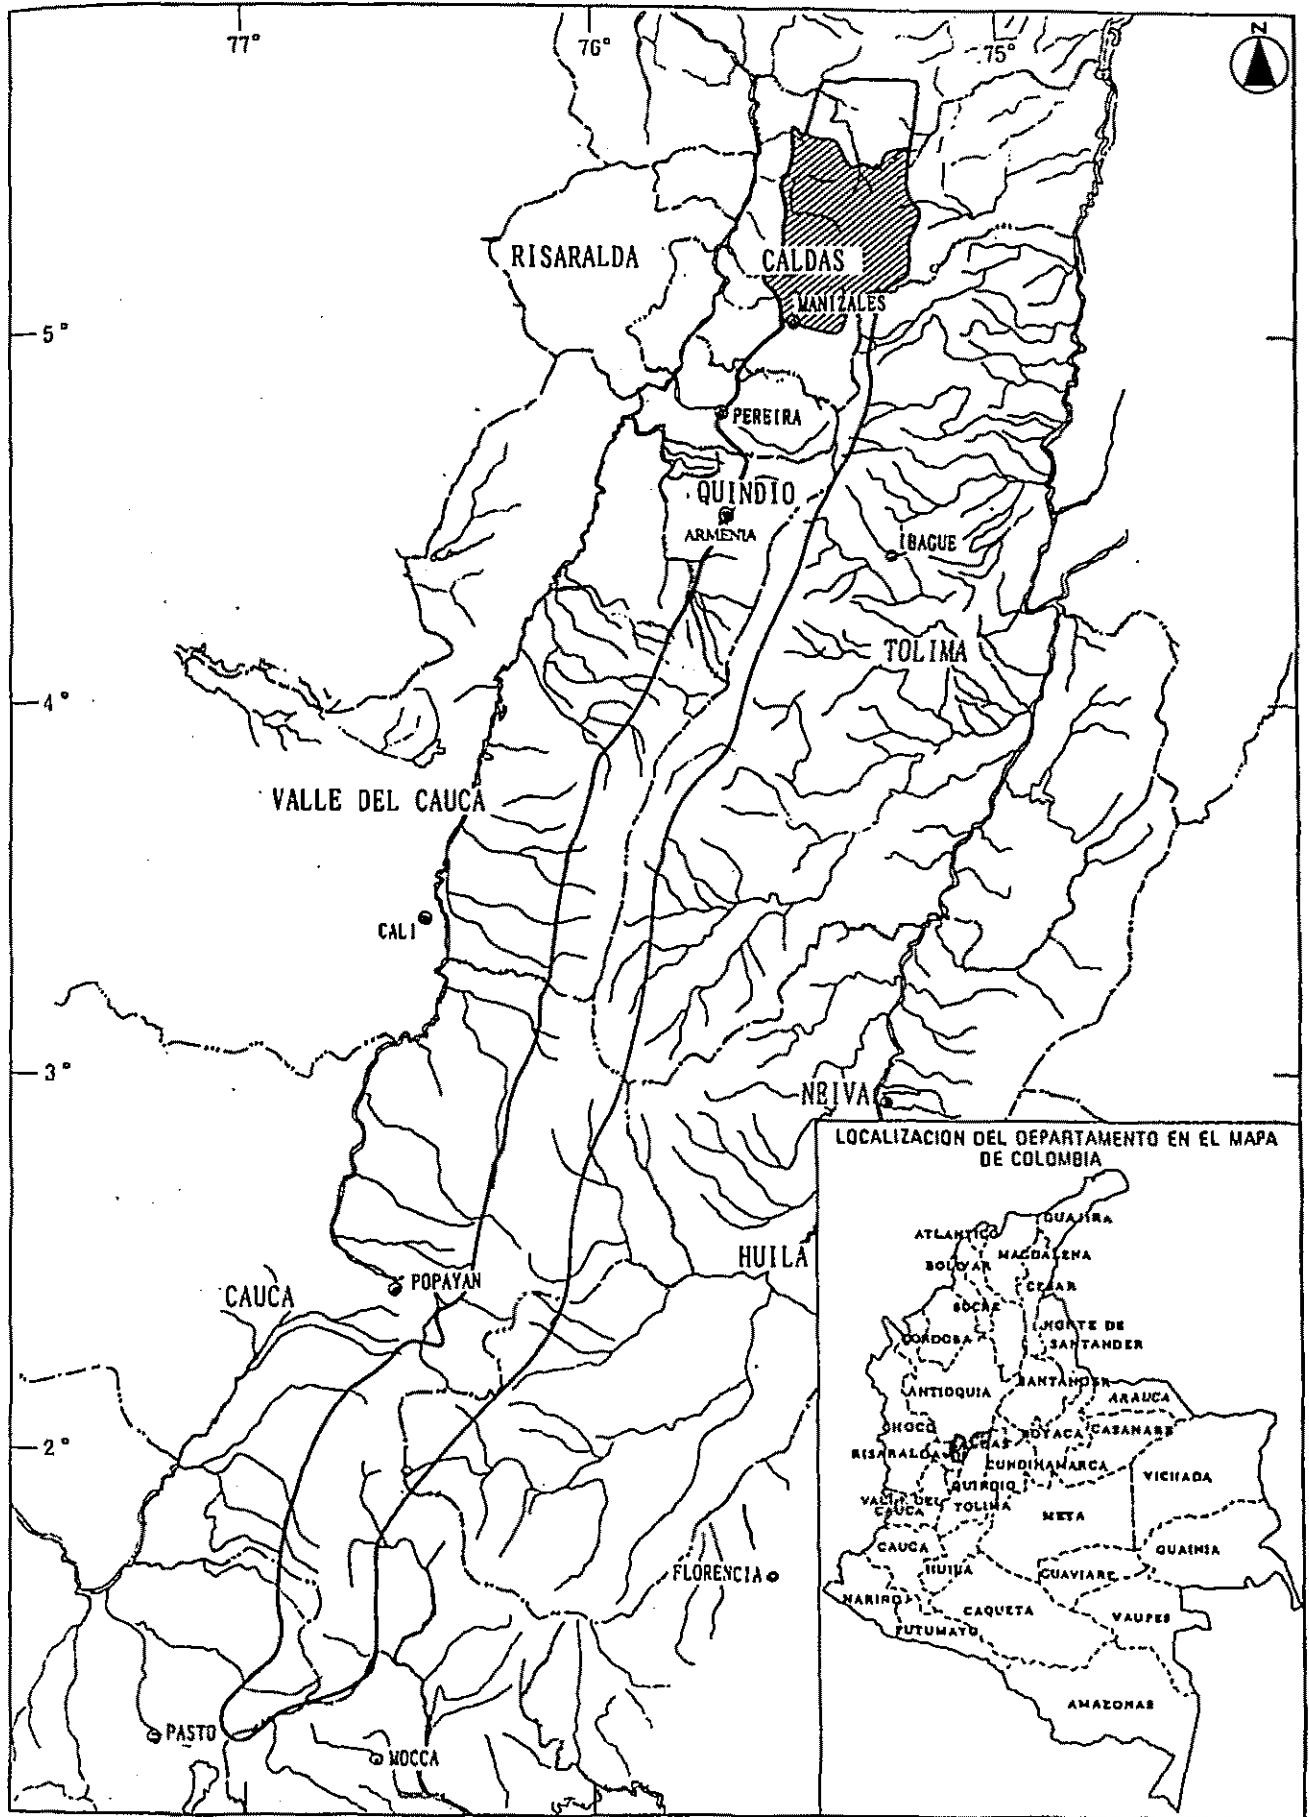 77°
76°
75°
N
RISARALDA
CALDAS
MANIZALES
5°
PEREIRA
QUINDIO
ARMENIA
IBAGUE
TOLIMA
4°
VALLE DEL CAUCA
CALI
3°
NEIVA
HUILA
POPAYAN
CAUCA
2°
FLORENCIA
PASTO
MOCCA
LOCALIZACION DEL DEPARTAMENTO EN EL MAPA
DE COLOMBIA
GUAJIRA
ATLANTICO
MAGDALENA
BOLIVAR
CESAR
SUCRE
NORTE DE
SANTANDER
CORDOBA
SANTANDER
ANTIOQUIA
ARAUCA
CHOCO
BOYACA
CASANARE
RISARALDA
CALDAS
CUNDINAMARCA
VICHADA
QUINDIO
VALLE DEL
CAUCA
TOLIMA
META
CAUCA
GUAINIA
HUILA
GUAVIARE
NARIÑO
CAQUETA
VAUPES
PUTUMAYO
AMAZONAS